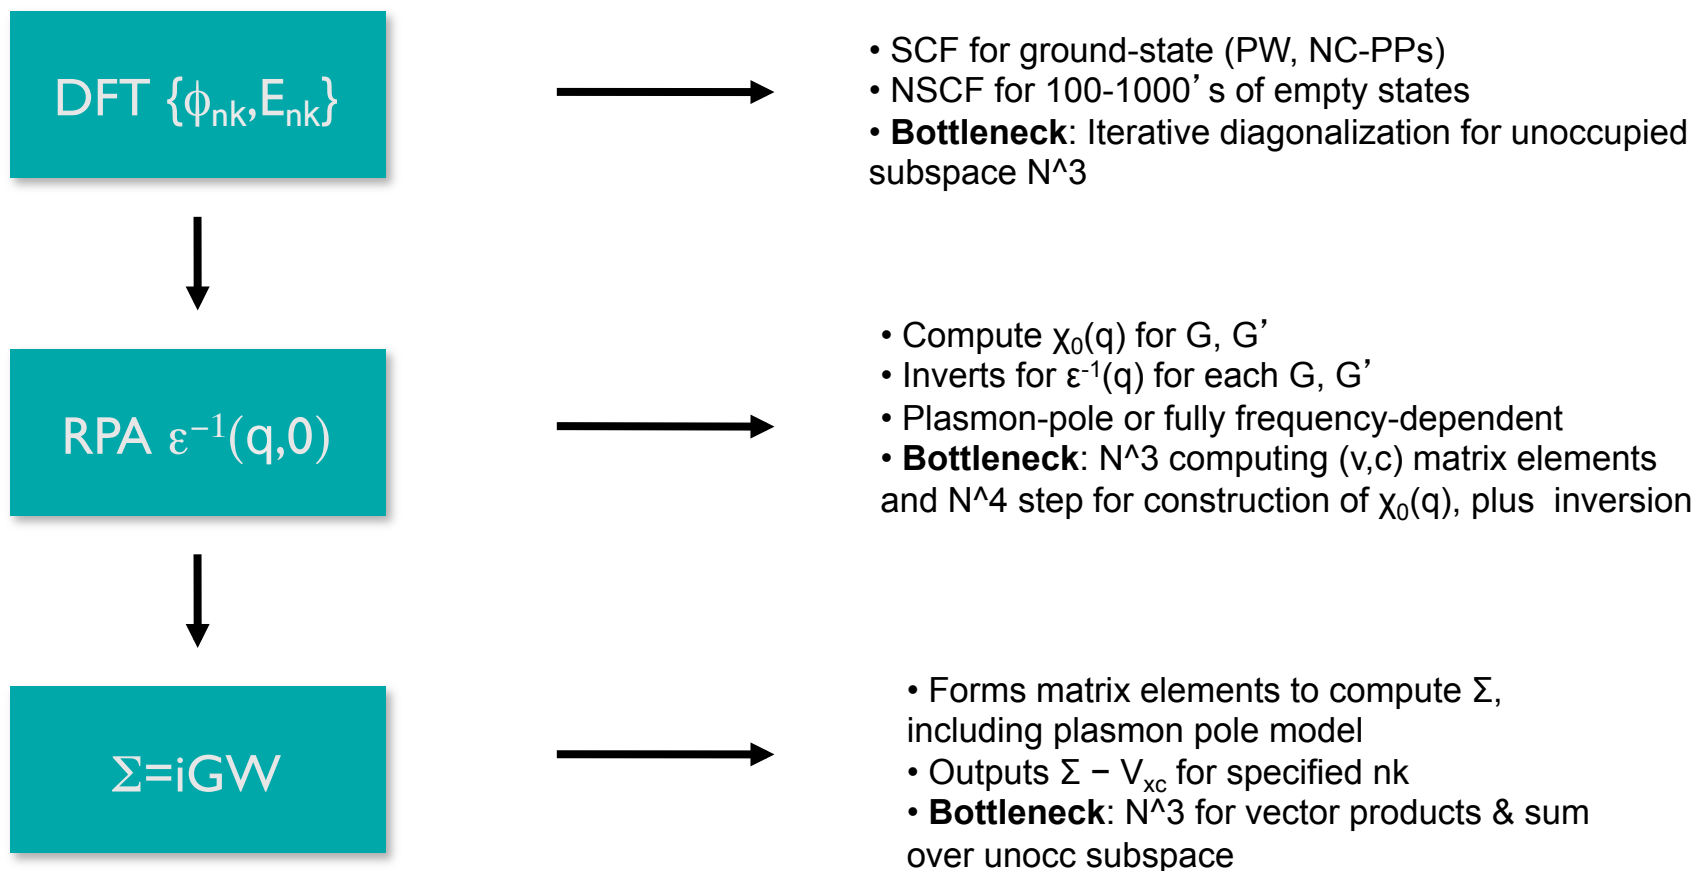 DFT {ϕnk,Enk}
• SCF for ground-state (PW, NC-PPs)
• NSCF for 100-1000’ s of empty states
• Bottleneck: Iterative diagonalization for unoccupied
subspace N^3
RPA ε⁻¹(q,0)
• Compute χ₀(q) for G, G’
• Inverts for ε⁻¹(q) for each G, G’
• Plasmon-pole or fully frequency-dependent
• Bottleneck: N^3 computing (v,c) matrix elements
and N^4 step for construction of χ₀(q), plus inversion
Σ=iGW
• Forms matrix elements to compute Σ,
including plasmon pole model
• Outputs Σ − Vxc for specified nk
• Bottleneck: N^3 for vector products & sum
over unocc subspace